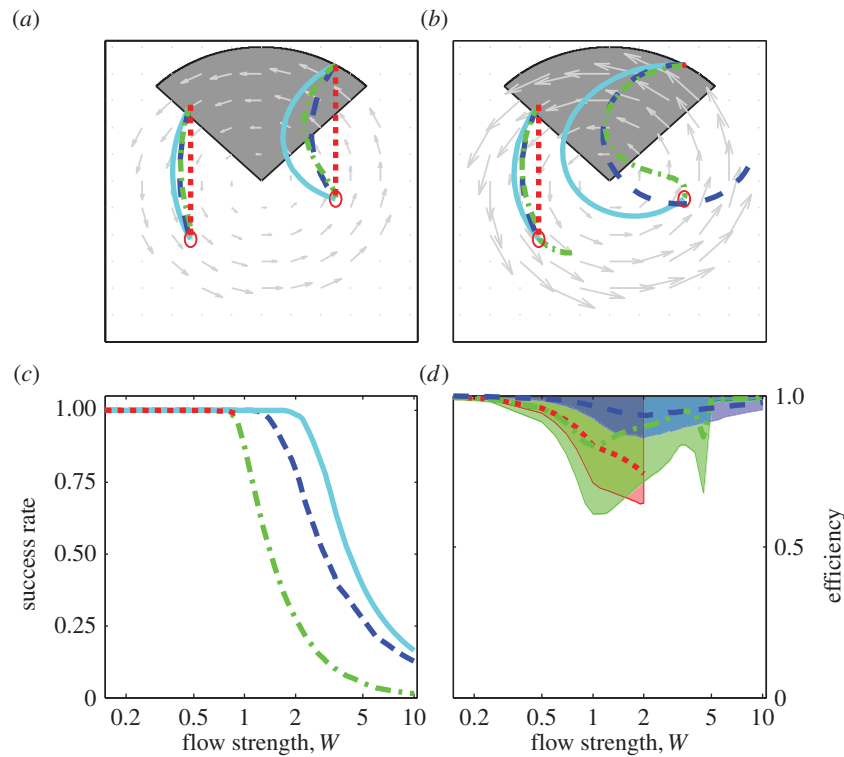 (a)
(b)
(c)
1.00
0.75
0.50
0.25
0
success rate
0.2 0.5 1 2 5 10
flow strength, W
(d)
1.0
0.5
0
efficiency
0.2 0.5 1 2 5 10
flow strength, W